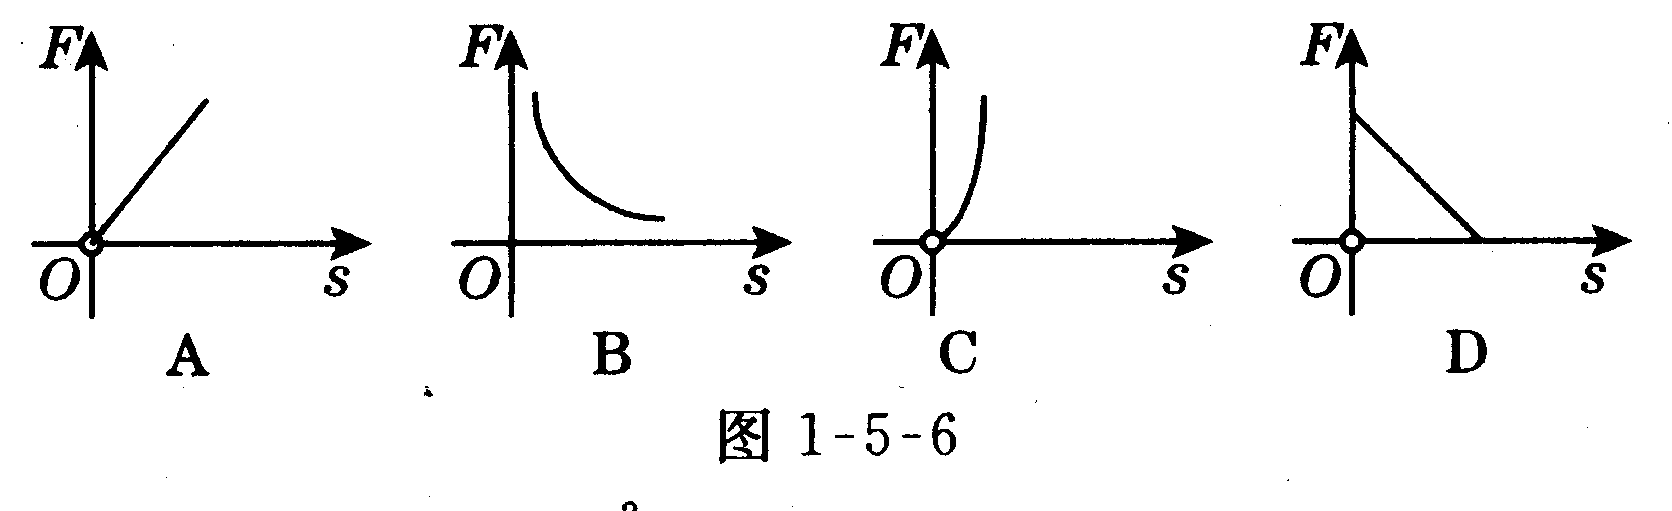 F F F F
O s O s O s O s
A B C D
图 1-5-6